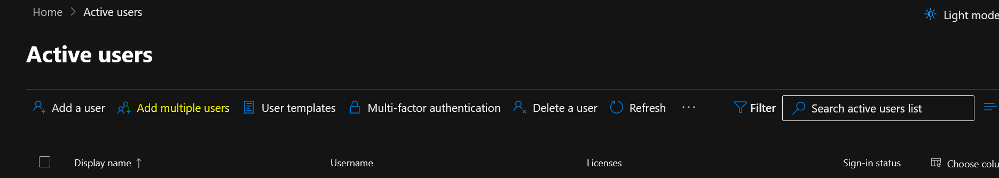 Home > Active users
Light mode
Active users
Add a user Add multiple users User templates Multi-factor authentication Delete a user Refresh ... Filter Search active users list
Display name ↑ Username Licenses Sign-in status Choose colu